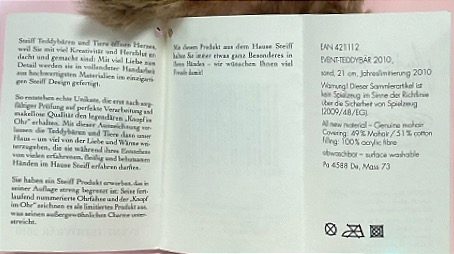 Steiff Teddybären und Tiere öffnen Herzen,
weil Sie mit viel Kreativität und Herzblut er-
dacht und gemacht sind: Mit viel Liebe zum
Detail werden sie in vollendeter Handarbeit
aus hochwertigsten Materialien im einzigarti-
gen Steiff Design gefertigt.
So entstehen echte Unikate, die erst nach sorg-
fältiger Prüfung auf perfekte Verarbeitung und
makellose Qualität den legendären „Knopf im
Ohr" erhalten. Mit dieser Auszeichnung ver-
lassen die Teddybären und Tiere dann unser
Haus – um viel von der Liebe und Wärme wei-
terzugeben, die sie während ihres Entstehens
von vielen erfahrenen, fleißig und behutsamen
Händen im Hause Steiff erfahren durften.
Sie haben ein Steiff Produkt erworben, das in
seiner Auflage streng begrenzt ist: Seine fort-
laufend nummerierte Ohrfahne und der „Knopf
im Ohr" zeichnen es als limitiertes Produkt aus,
was seinen außergewöhnlichen Charme unter-
streicht.
Mit diesem Produkt aus dem Hause Steiff
halten Sie immer etwas ganz Besonderes in
Ihren Händen – wir wünschen Ihnen viel
Freude damit!
EAN 421112
EVENT-TEDDYBÄR 2010,
sand, 21 cm, Jahreslimitierung 2010
Warnung! Dieser Sammlerartikel ist
kein Spielzeug im Sinne der Richtlinie
über die Sicherheit von Spielzeug
(2009/48/EG).
All new material – Genuine mohair
Covering: 49% Mohair / 51% cotton
filling: 100% acrylic fibre
abwaschbar – surface washable
Pa 4588 De, Mass 73